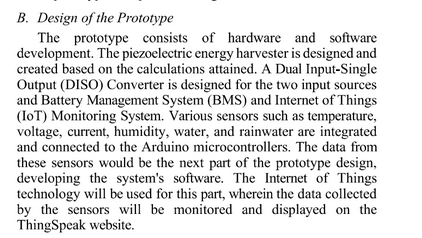 B. Design of the Prototype
The prototype consists of hardware and software
development. The piezoelectric energy harvester is designed and
created based on the calculations attained. A Dual Input-Single
Output (DISO) Converter is designed for the two input sources
and Battery Management System (BMS) and Internet of Things
(IoT) Monitoring System. Various sensors such as temperature,
voltage, current, humidity, water, and rainwater are integrated
and connected to the Arduino microcontrollers. The data from
these sensors would be the next part of the prototype design,
developing the system's software. The Internet of Things
technology will be used for this part, wherein the data collected
by the sensors will be monitored and displayed on the
ThingSpeak website.